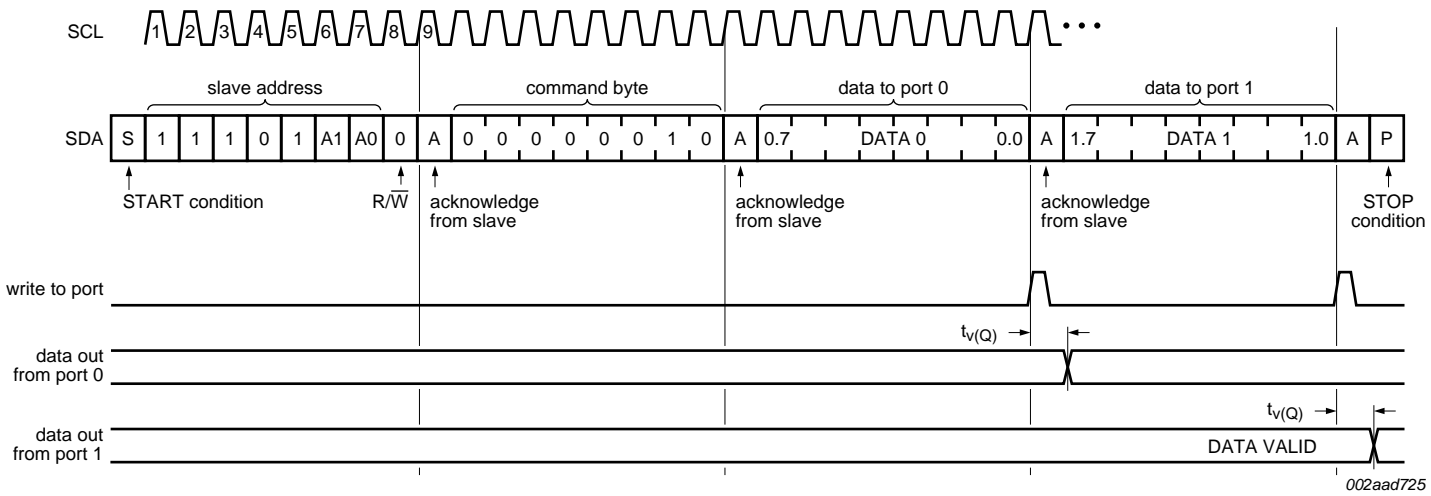 SCL 1 2 3 4 5 6 7 8 9 •••
slave address command byte data to port 0 data to port 1
SDA S 1 1 1 0 1 A1 A0 0 A 0 0 0 0 0 0 1 0 A 0.7 DATA 0 0.0 A 1.7 DATA 1 1.0 A P
START condition R/W̅ acknowledge acknowledge acknowledge STOP
from slave from slave from slave condition
write to port
tv(Q)
data out
from port 0
tv(Q)
data out
from port 1 DATA VALID
002aad725